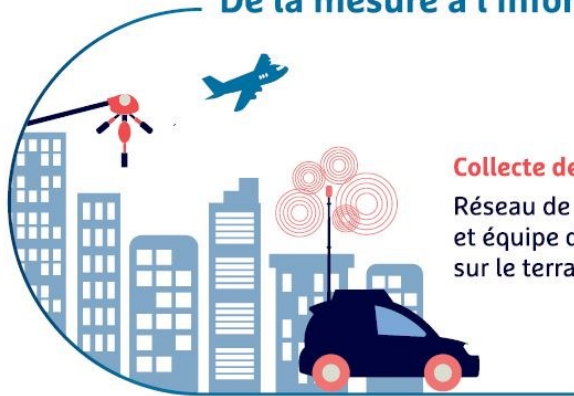 De la mesure à l'infor
Collecte de
Réseau de
et équipe d
sur le terra